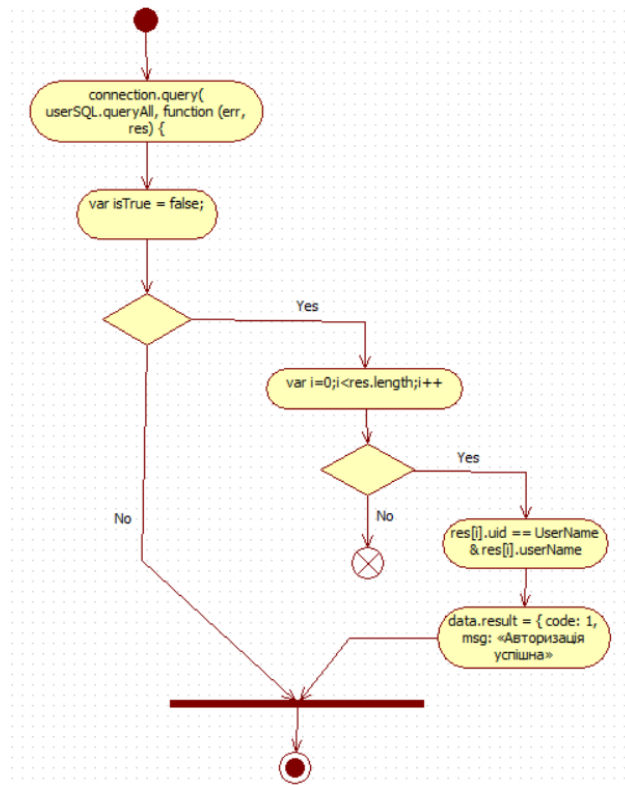 connection.query(
userSQL.queryAll, function (err,
res) {
var isTrue = false;
Yes
var i=0;i<res.length;i++
Yes
No
No
res[i].uid == UserName
& res[i].userName
data.result = { code: 1,
msg: «Авторизація
успішна»